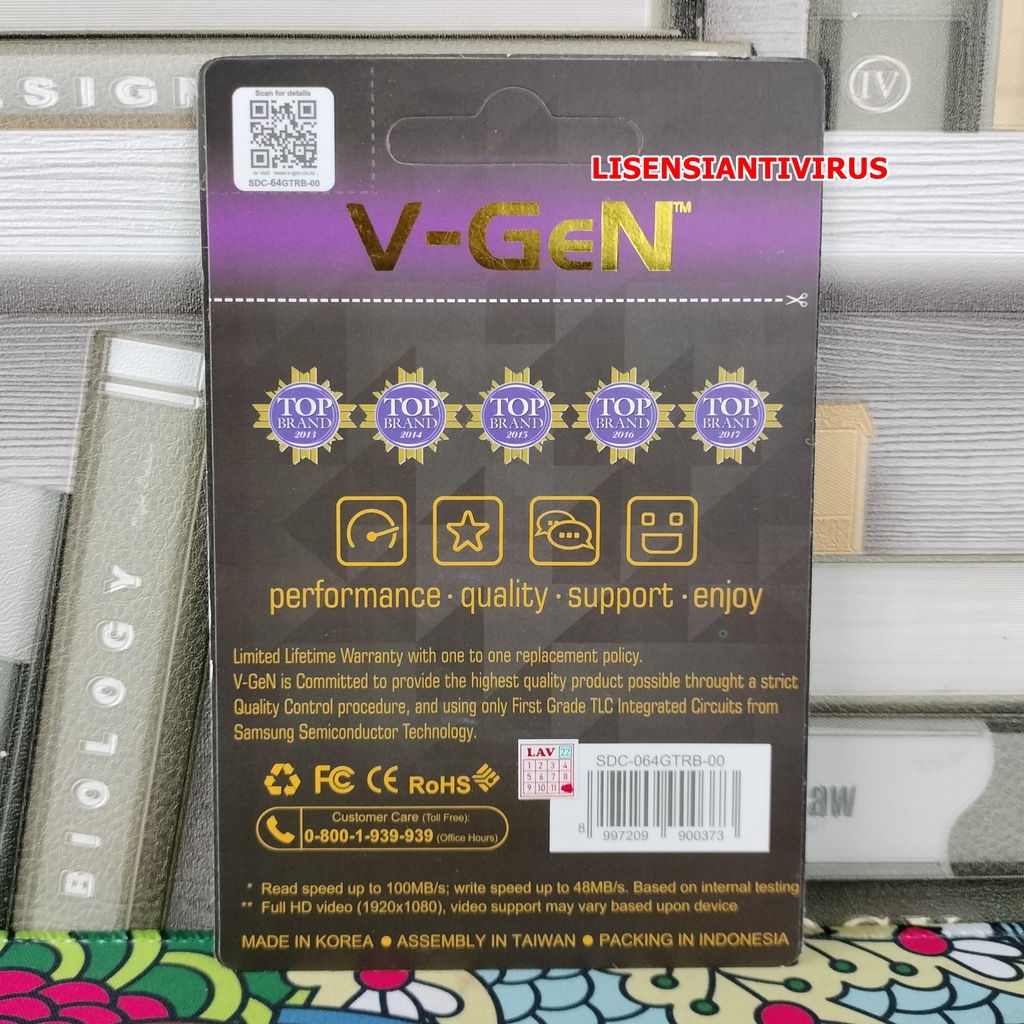 ESIGN
IV
Scan for details
or visit www.v-gen.co.id
SDC-64GTRB-00
LISENSIANTIVIRUS
V-GeN™
TOP BRAND 2013
TOP BRAND 2014
TOP BRAND 2015
TOP BRAND 2016
TOP BRAND 2017
performance · quality · support · enjoy
Limited Lifetime Warranty with one to one replacement policy.
V-GeN is Committed to provide the highest quality product possible throught a strict
Quality Control procedure, and using only First Grade TLC Integrated Circuits from
Samsung Semiconductor Technology.
BIOLOGY
FC CE RoHS
LAV 22
1 2 3 4
5 6 7 8
9 10 11
SDC-064GTRB-00
8 997209 900373
aw
Customer Care (Toll Free):
0-800-1-939-939 (Office Hours)
* Read speed up to 100MB/s; write speed up to 48MB/s. Based on internal testing
** Full HD video (1920x1080), video support may vary based upon device
MADE IN KOREA ● ASSEMBLY IN TAIWAN ● PACKING IN INDONESIA